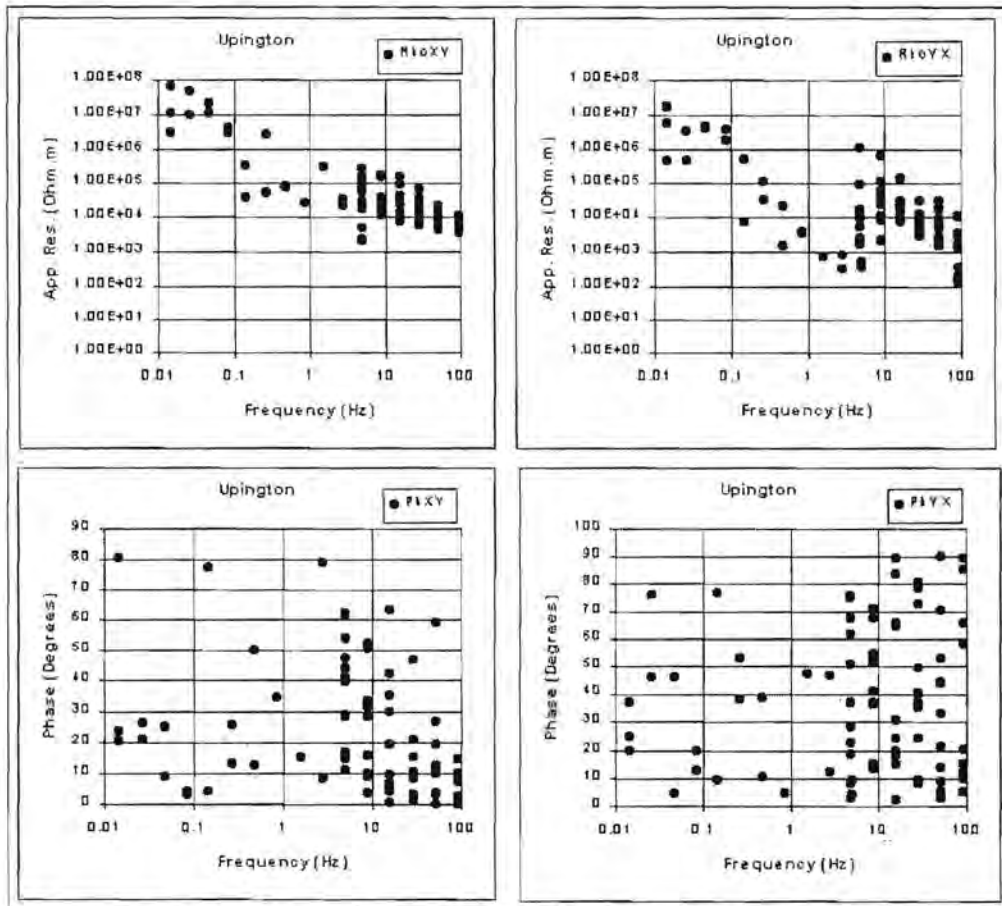 Upington
RhoXY
1.00E+08
1.00E+07
1.00E+06
1.00E+05
1.00E+04
1.00E+03
1.00E+02
1.00E+01
1.00E+00
App. Res. (Ohm.m)
0.01 0.1 1 10 100
Frequency (Hz)
Upington
RhoYX
1.00E+08
1.00E+07
1.00E+06
1.00E+05
1.00E+04
1.00E+03
1.00E+02
1.00E+01
1.00E+00
App. Res. (Ohm.m)
0.01 0.1 1 10 100
Frequency (Hz)
Upington
PhXY
90
80
70
60
50
40
30
20
10
0
Phase (Degrees)
0.01 0.1 1 10 100
Frequency (Hz)
Upington
PhYX
100
90
80
70
60
50
40
30
20
10
0
Phase (Degrees)
0.01 0.1 1 10 100
Frequency (Hz)